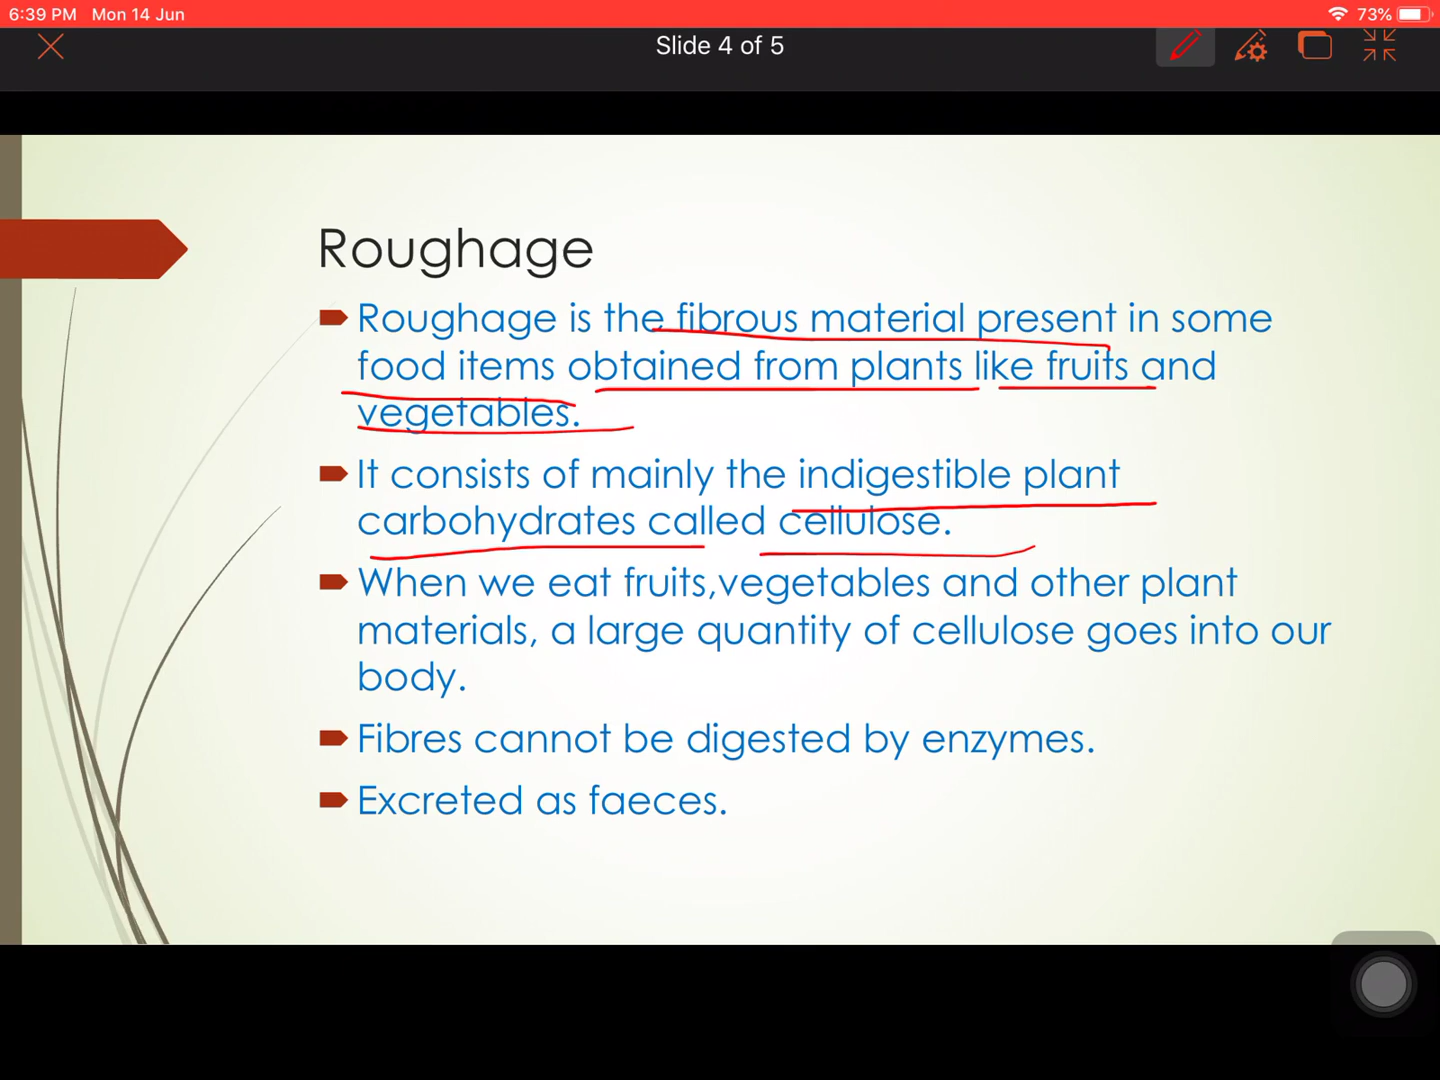 6:39 PM Mon 14 Jun
73%
Slide 4 of 5
Roughage
Roughage is the fibrous material present in some
food items obtained from plants like fruits and
vegetables.
It consists of mainly the indigestible plant
carbohydrates called cellulose.
When we eat fruits,vegetables and other plant
materials, a large quantity of cellulose goes into our
body.
Fibres cannot be digested by enzymes.
Excreted as faeces.